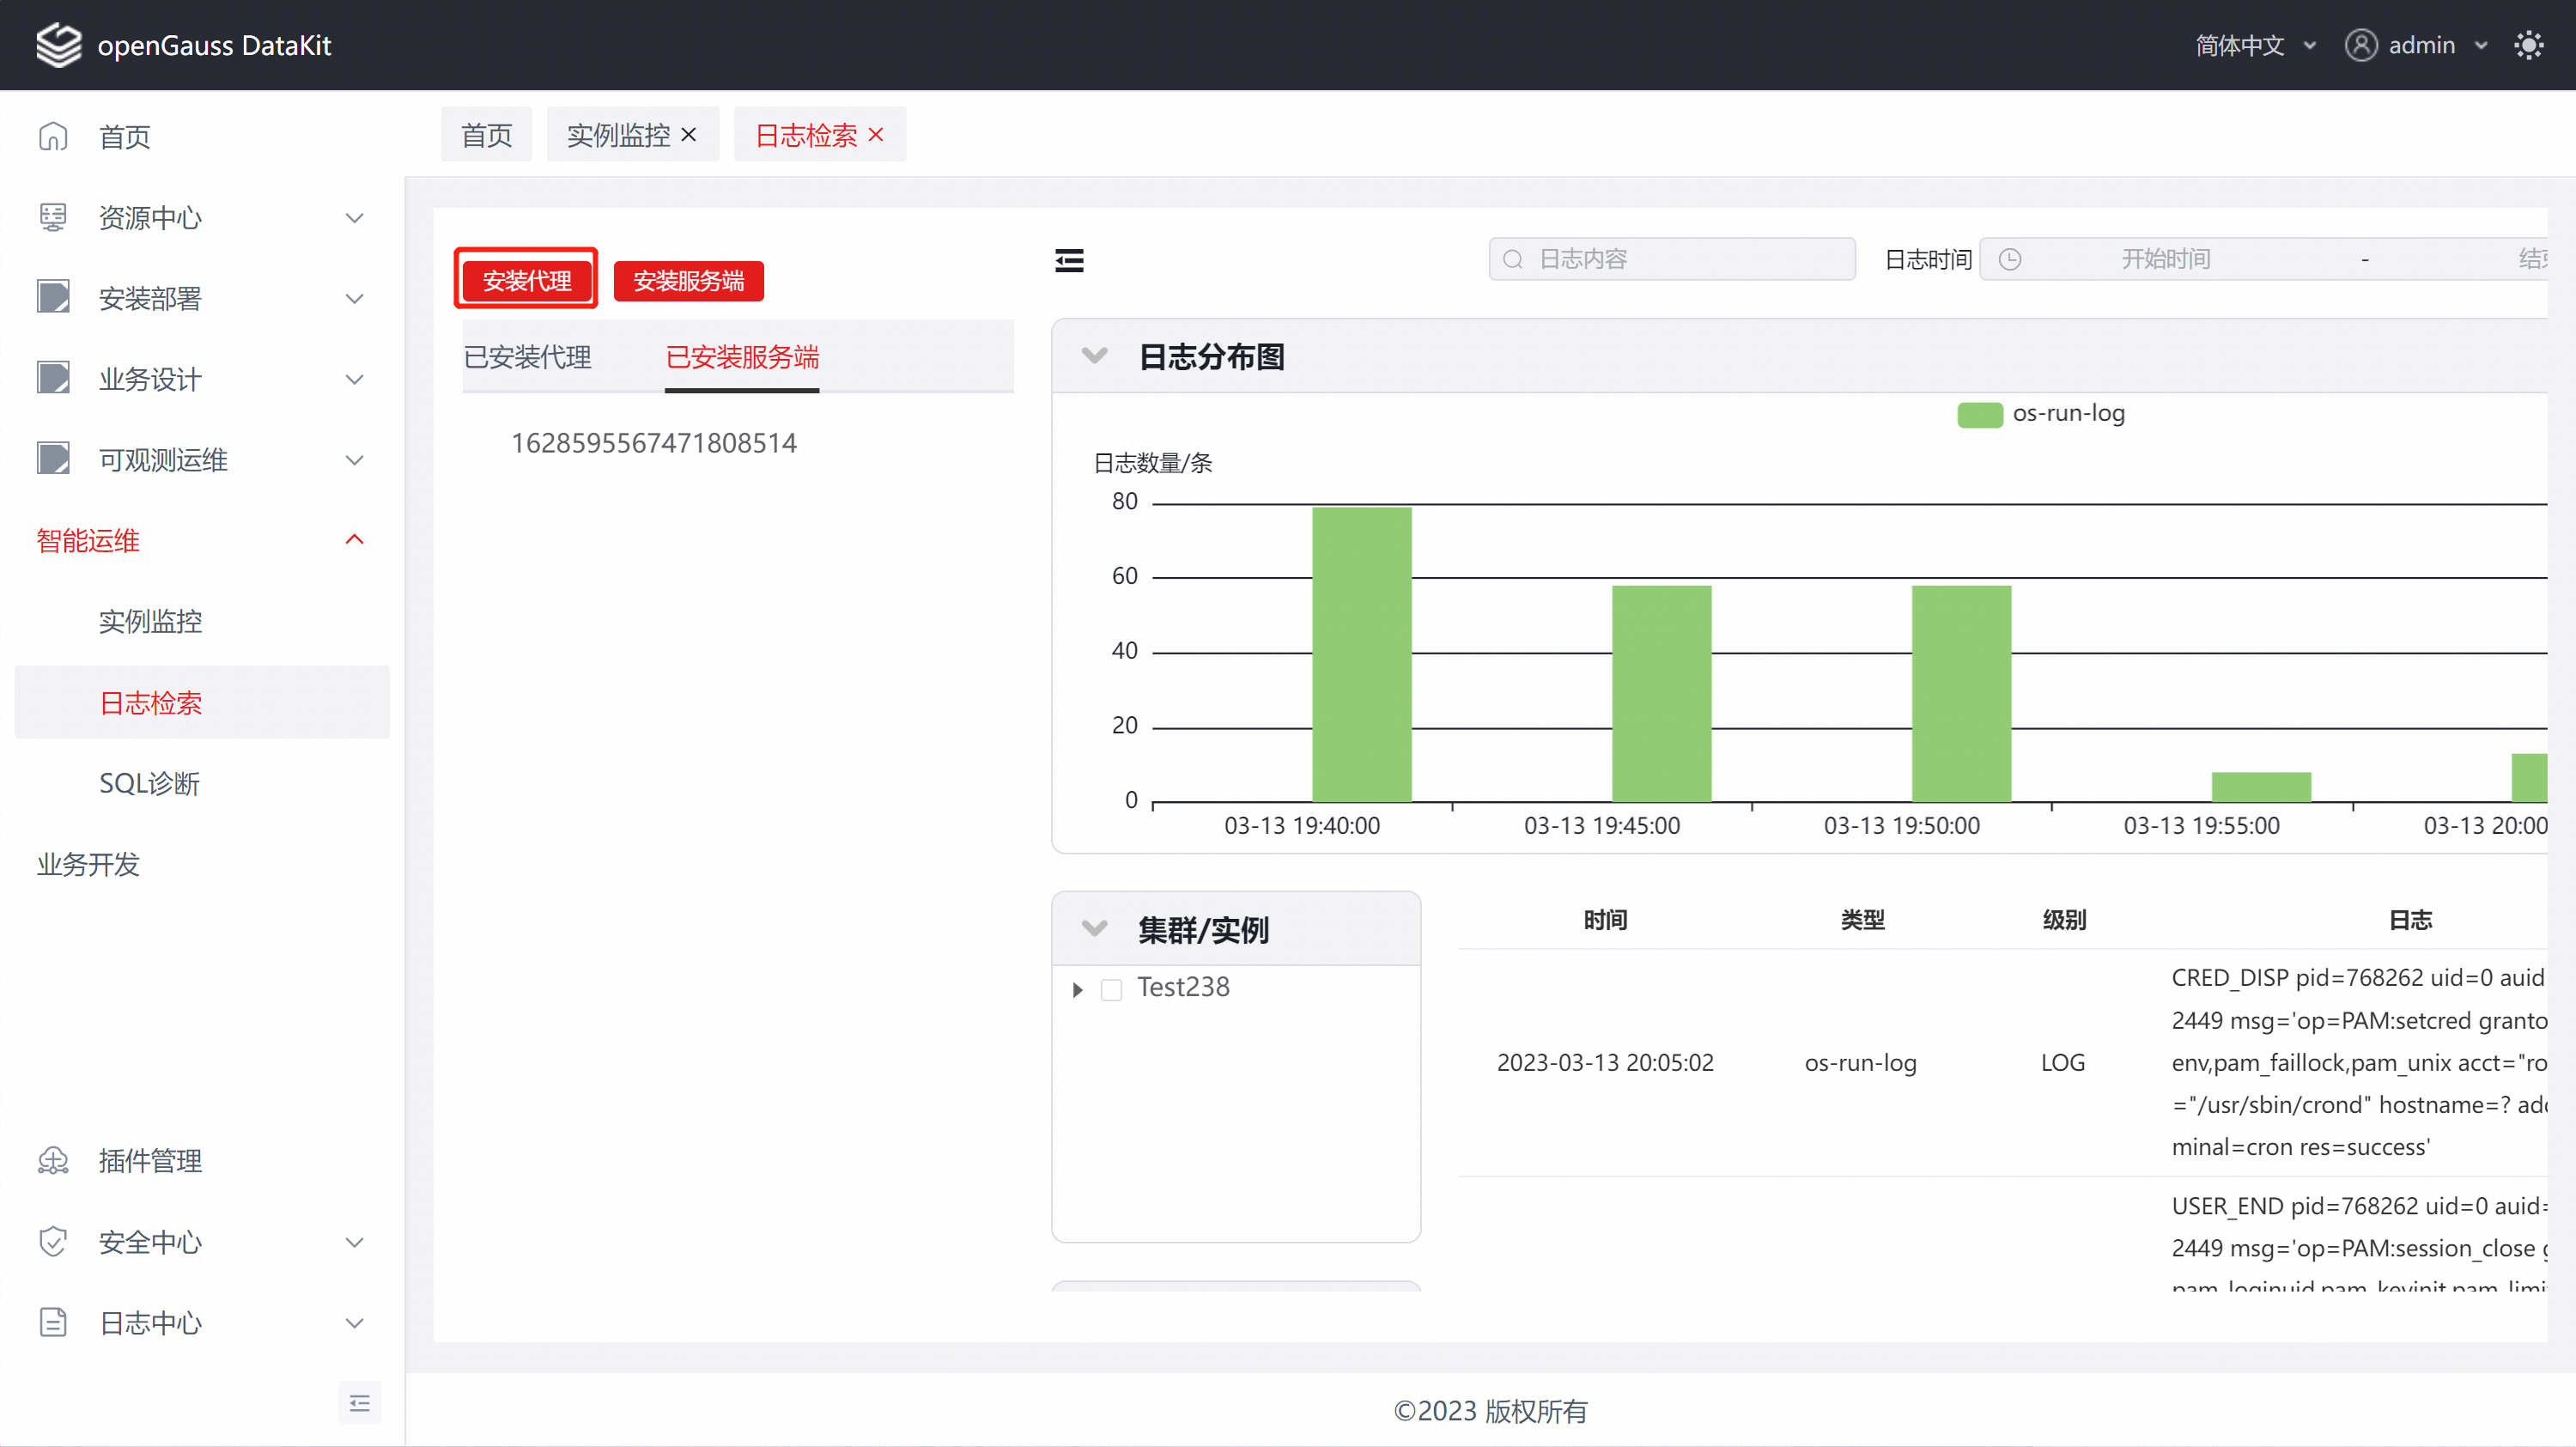 openGauss DataKit
简体中文
admin
首页
资源中心
安装部署
业务设计
可观测运维
智能运维
实例监控
日志检索
SQL诊断
业务开发
插件管理
安全中心
日志中心
首页
实例监控
日志检索
安装代理
安装服务端
已安装代理
已安装服务端
1628595567471808514
日志内容
日志时间
开始时间
-
日志分布图
os-run-log
日志数量/条
80
60
40
20
0
03-13 19:40:00
03-13 19:45:00
03-13 19:50:00
03-13 19:55:00
03-13 20:00
集群/实例
Test238
时间 类型 级别 日志
2023-03-13 20:05:02
os-run-log
LOG
CRED_DISP pid=768262 uid=0 auid
2449 msg='op=PAM:setcred granto
env,pam_faillock,pam_unix acct="ro
="/usr/sbin/crond" hostname=?
minal=cron res=success'
USER_END pid=768262 uid=0 auid=
2449 msg='op=PAM:session_close
pam_loginuid,pam_keyinit,pam_limi
©2023 版权所有